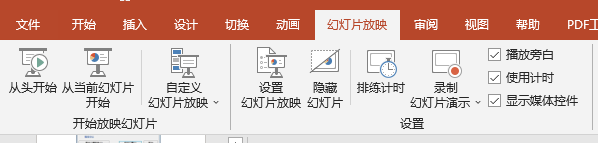 文件 开始 插入 设计 切换 动画 幻灯片放映 审阅 视图 帮助 PDF工
从头开始 从当前幻灯片 自定义 设置 隐藏 排练计时 录制 播放旁白
开始 幻灯片放映 幻灯片放映 幻灯片 幻灯片演示 使用计时
显示媒体控件
开始放映幻灯片 设置